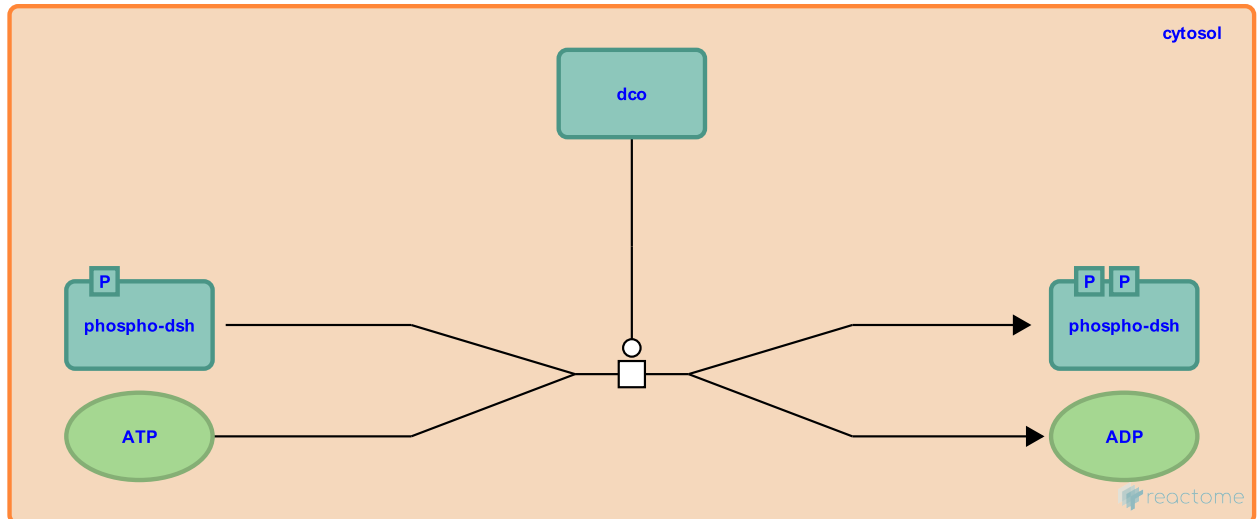 cytosol
dco
P
phospho-dsh
P P
phospho-dsh
ATP
ADP
reactome